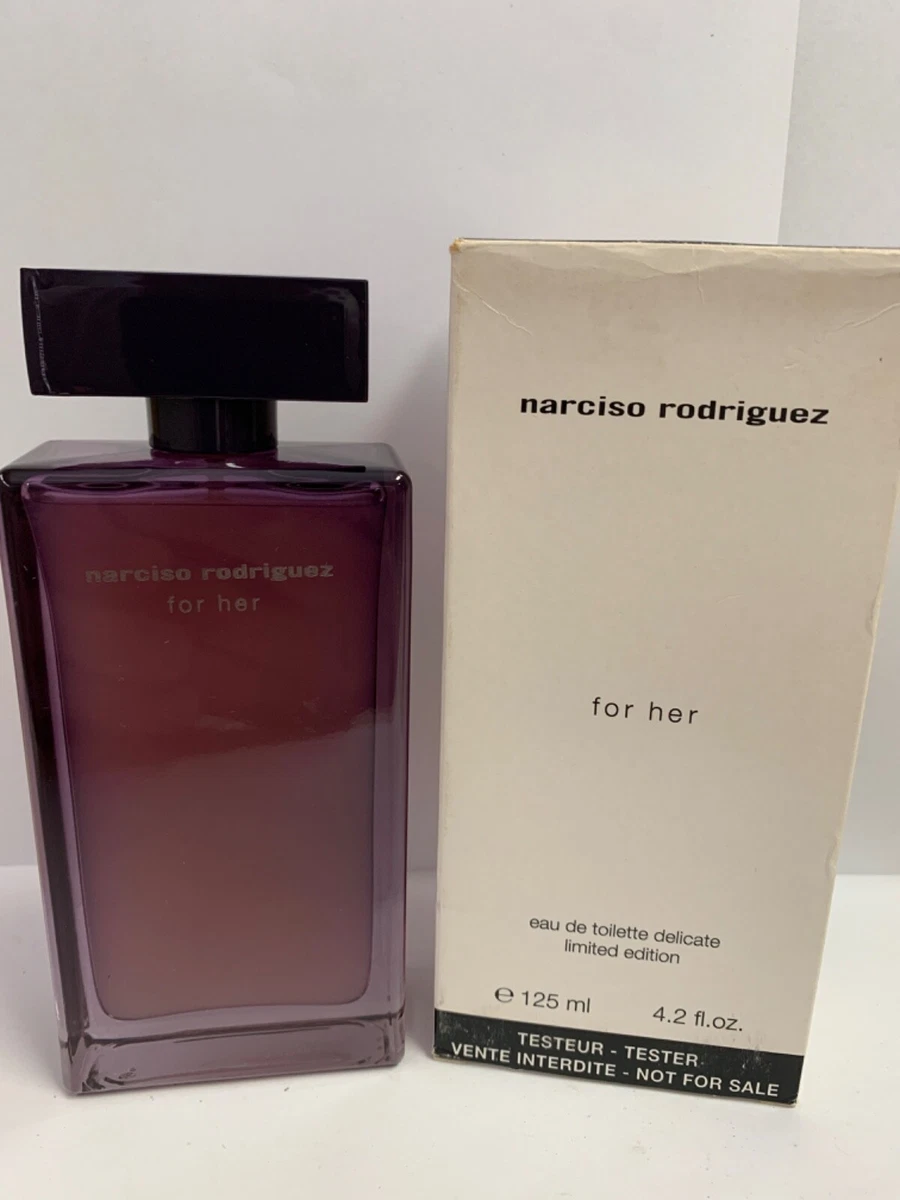 narciso rodriguez
for her
narciso rodriguez
for her
eau de toilette delicate
limited edition
℮ 125 ml 4.2 fl.oz.
TESTEUR - TESTER
VENTE INTERDITE - NOT FOR SALE